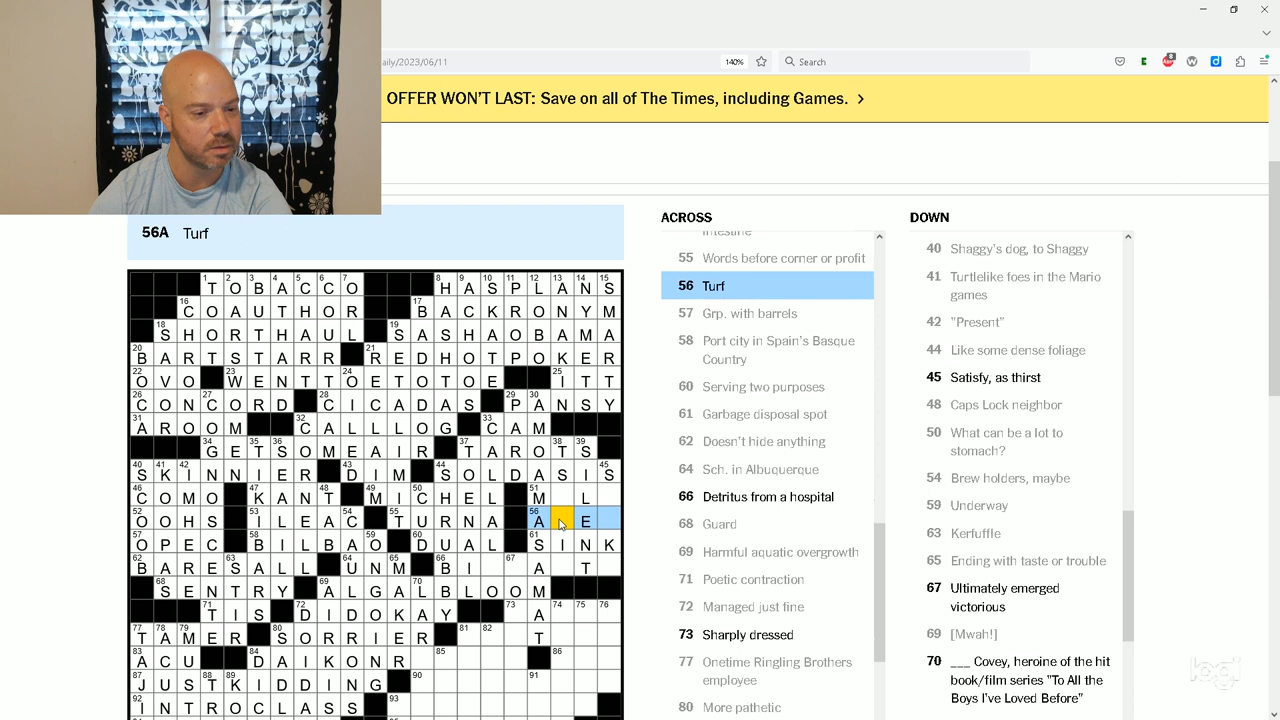 aily/2023/06/11
140%
Search
OFFER WON'T LAST: Save on all of The Times, including Games. >
56A Turf
ACROSS
intestine
55 Words before corner or profit
56 Turf
57 Grp. with barrels
58 Port city in Spain's Basque
Country
60 Serving two purposes
61 Garbage disposal spot
62 Doesn't hide anything
64 Sch. in Albuquerque
66 Detritus from a hospital
68 Guard
69 Harmful aquatic overgrowth
71 Poetic contraction
72 Managed just fine
73 Sharply dressed
77 Onetime Ringling Brothers
employee
80 More pathetic
DOWN
40 Shaggy's dog, to Shaggy
41 Turtlelike foes in the Mario
games
42 "Present"
44 Like some dense foliage
45 Satisfy, as thirst
48 Caps Lock neighbor
50 What can be a lot to
stomach?
54 Brew holders, maybe
59 Underway
63 Kerfuffle
65 Ending with taste or trouble
67 Ultimately emerged
victorious
69 [Mwah!]
70 ___ Covey, heroine of the hit
book/film series "To All the
Boys I've Loved Before"
TOBACCO HASPLANS
COAUTHOR BACKRONYM
SHORTHAUL SASHAOBAMA
BARTSTARR REDHOTPOKER
OVO WENTTOETOTOE ITT
CONCORD CICADAS PANSY
AROOM CALLLOG CAM
GETSOMEAIR TAROTS
SKINNIER DIM SOLDASIS
COMO KANT MICHEL M L
OOHS ILEAC TURNA A E
OPEC BILBAO DUAL SINK
BARESALL UNM BI A T
SENTRY ALGALBLOOM
TIS DIDOKAY A
TAMER SORRIER T
ACU DAIKONR
JUSTKIDDING
INTROCLASS
logi